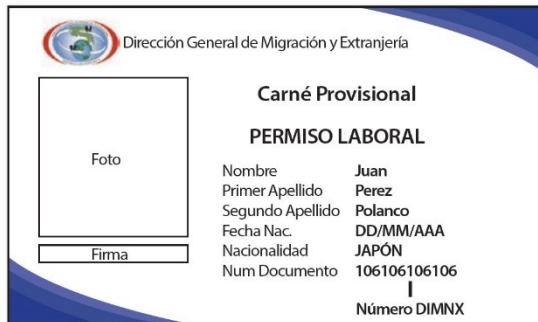 Dirección General de Migración y Extranjería
Carné Provisional
PERMISO LABORAL
Foto
Nombre Juan
Primer Apellido Perez
Segundo Apellido Polanco
Fecha Nac. DD/MM/AAA
Nacionalidad JAPÓN
Firma
Num Documento 106106106106
Número DIMNX